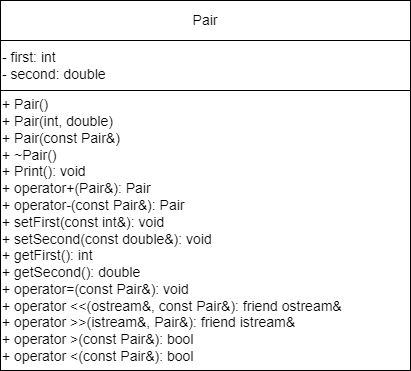 Pair
- first: int
- second: double
+ Pair()
+ Pair(int, double)
+ Pair(const Pair&)
+ ~Pair()
+ Print(): void
+ operator+(Pair&): Pair
+ operator-(const Pair&): Pair
+ setFirst(const int&): void
+ setSecond(const double&): void
+ getFirst(): int
+ getSecond(): double
+ operator=(const Pair&): void
+ operator <<(ostream&, const Pair&): friend ostream&
+ operator >>(istream&, Pair&): friend istream&
+ operator >(const Pair&): bool
+ operator <(const Pair&): bool